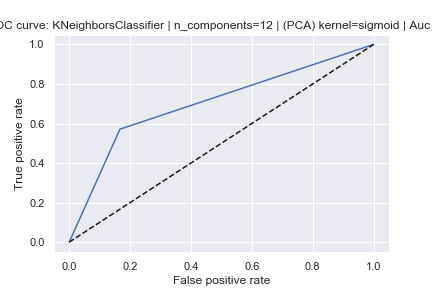 OC curve: KNeighborsClassifier | n_components=12 | (PCA) kernel=sigmoid | Auc
1.0
0.8
0.6
0.4
0.2
0.0
True positive rate
0.0 0.2 0.4 0.6 0.8 1.0
False positive rate